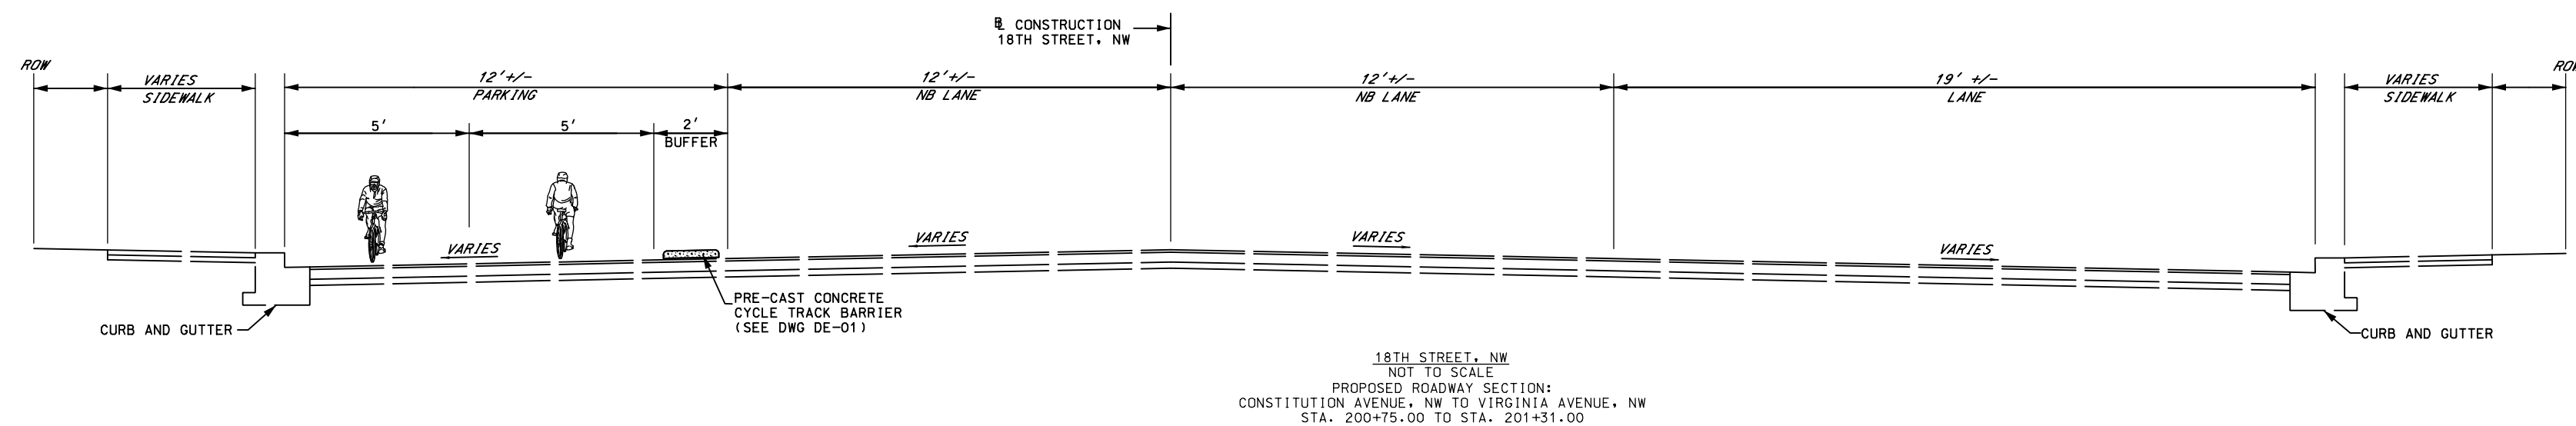 ℄ CONSTRUCTION
18TH STREET, NW
ROW
VARIES
SIDEWALK
12'+/-
PARKING
12'+/-
NB LANE
12'+/-
NB LANE
19' +/-
LANE
VARIES
SIDEWALK
ROW
5'
5'
2'
BUFFER
VARIES
VARIES
VARIES
VARIES
PRE-CAST CONCRETE
CYCLE TRACK BARRIER
(SEE DWG DE-01)
CURB AND GUTTER
CURB AND GUTTER
18TH STREET, NW
NOT TO SCALE
PROPOSED ROADWAY SECTION:
CONSTITUTION AVENUE, NW TO VIRGINIA AVENUE, NW
STA. 200+75.00 TO STA. 201+31.00